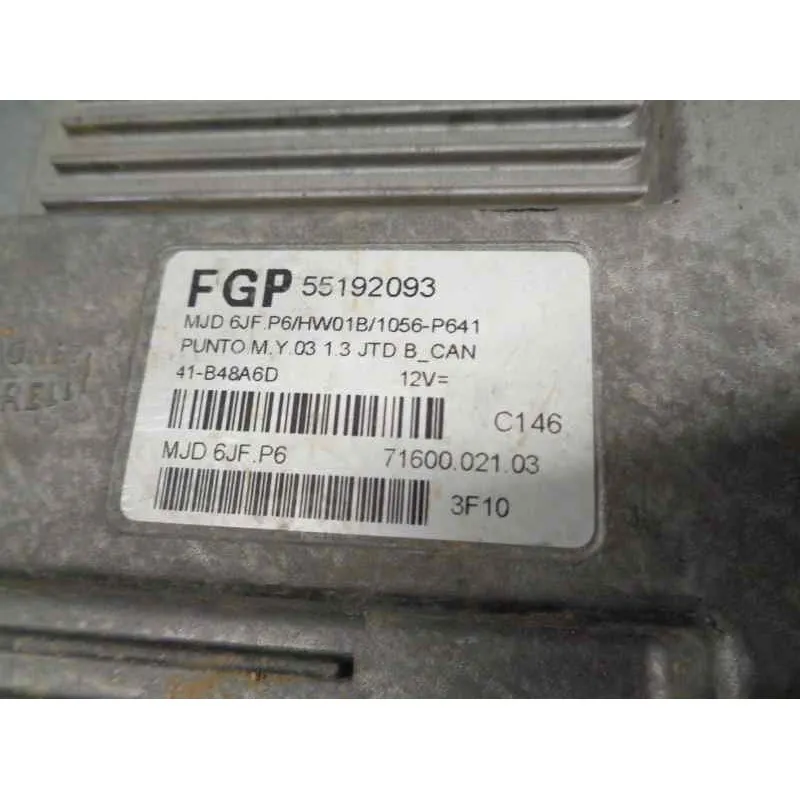 FGP 55192093
MJD 6JF.P6/HW01B/1056-P641
PUNTO M.Y.03 1.3 JTD B_CAN
41-B48A6D 12V=
C146
MJD 6JF.P6 71600.021.03
3F10